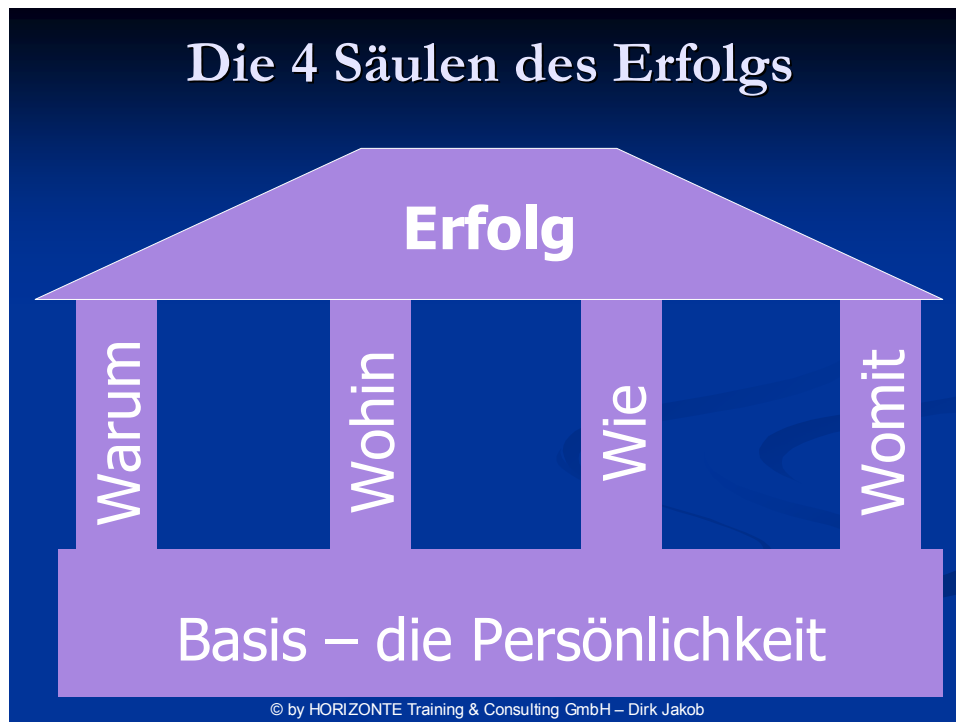 Die 4 Säulen des Erfolgs
Erfolg
Warum
Wohin
Wie
Womit
Basis – die Persönlichkeit
© by HORIZONTE Training & Consulting GmbH – Dirk Jakob